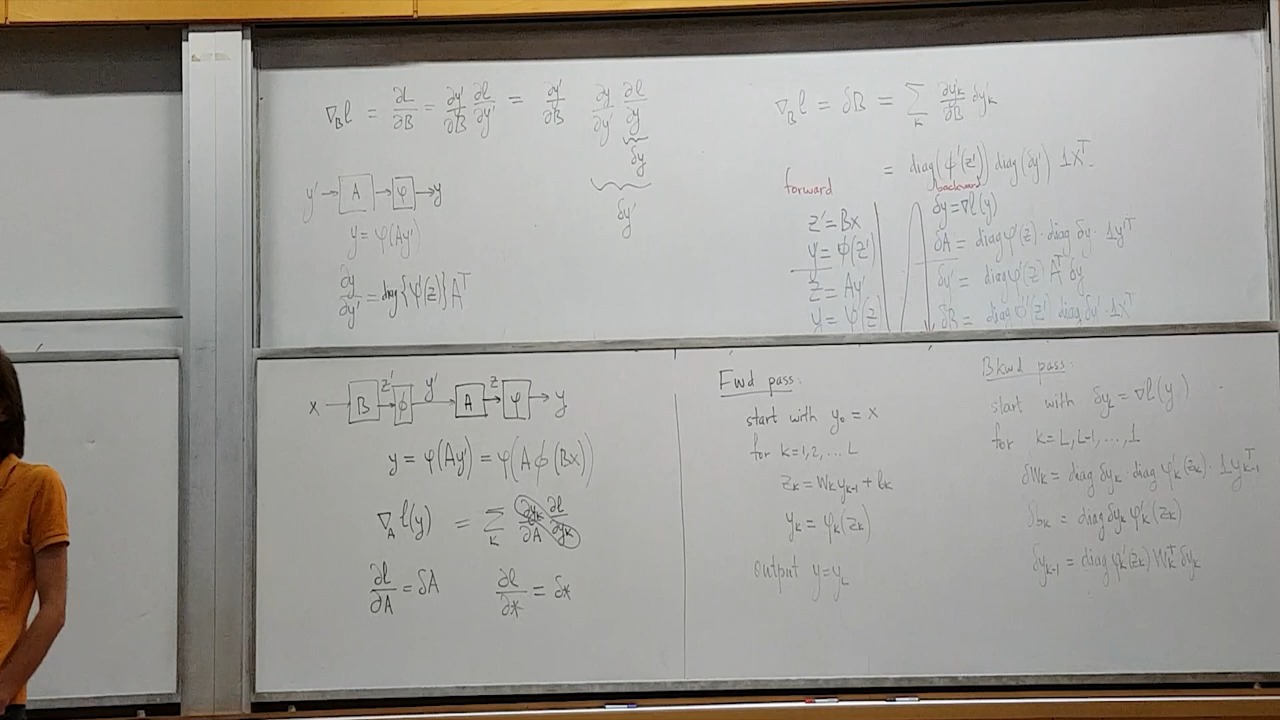 ∇_B l = ∂l/∂B = ∂y'/∂B ∂l/∂y' = ∂y'/∂B ∂y/∂y' ∂l/∂y
δy
δy'
y' → A → φ → y
y = φ(Ay')
∂y/∂y' = diag{φ'(z)} A^T
∇_B l = δB = Σ_k ∂y'_k/∂B δy'_k
= diag(ϕ'(z')) diag(δy') 1x^T
forward
z' = Bx
y' = ϕ(z')
z = Ay'
y = φ(z)
backward
δy = ∇l(y)
δA = diag φ'(z) · diag δy · 1y'^T
δy' = diag φ'(z) A^T δy
δB = diag ϕ'(z') diag δy' · 1x^T
x → B z' → ϕ y' → A z → φ → y
y = φ(Ay') = φ(Aϕ(Bx))
∇_A l(y) = Σ_k ∂y_k/∂A ∂l/∂y_k
∂l/∂A = δA ∂l/∂* = δ*
Fwd pass:
start with y_0 = x
for k=1,2,... L
z_k = W_k y_{k-1} + b_k
y_k = φ_k(z_k)
output y = y_L
Bkwd pass:
start with δy_L = ∇l(y)
for k = L, L-1, ..., 1
δW_k = diag δy_k · diag φ'_k(z_k) · 1y_{k-1}^T
δb_k = diag δy_k φ'_k(z_k)
δy_{k-1} = diag φ'_k(z_k) W_k^T δy_k